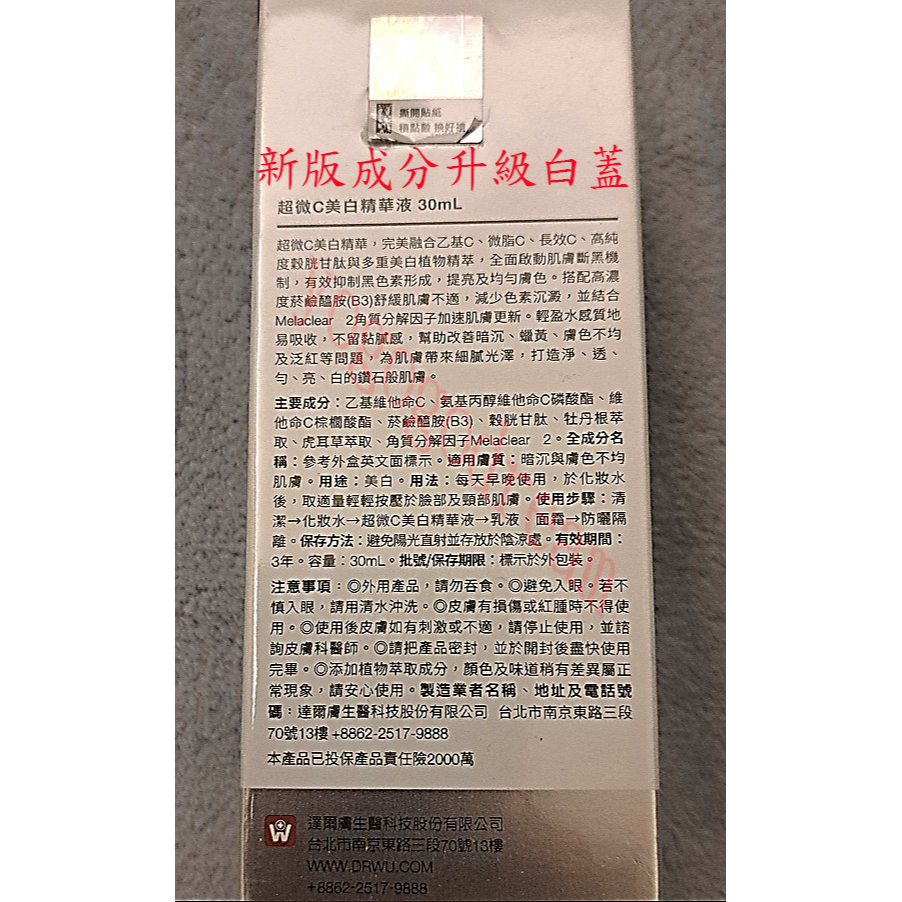 撕開貼紙
積點數 換好禮
新版成分升級白蓋
超微C美白精華液 30mL
超微C美白精華，完美融合乙基C、微脂C、長效C、高純
度穀胱甘肽與多重美白植物精萃，全面啟動肌膚斷黑機
制，有效抑制黑色素形成，提亮及均勻膚色。搭配高濃
度菸鹼醯胺(B3)舒緩肌膚不適，減少色素沉澱，並結合
Melaclear 2角質分解因子加速肌膚更新。輕盈水感質地
易吸收，不留黏膩感，幫助改善暗沉、蠟黃、膚色不均
及泛紅等問題，為肌膚帶來細膩光澤，打造淨、透、
勻、亮、白的鑽石般肌膚。
主要成分：乙基維他命C、氨基丙醇維他命C磷酸酯、維
他命C棕櫚酸酯、菸鹼醯胺(B3)、穀胱甘肽、牡丹根萃
取、虎耳草萃取、角質分解因子Melaclear 2。全成分名
稱：參考外盒英文面標示。適用膚質：暗沉與膚色不均
肌膚。用途：美白。用法：每天早晚使用，於化妝水
後，取適量輕輕按壓於臉部及頸部肌膚。使用步驟：清
潔→化妝水→超微C美白精華液→乳液、面霜→防曬隔
離。保存方法：避免陽光直射並存放於陰涼處。有效期間：
3年。容量：30mL。批號/保存期限：標示於外包裝。
注意事項：◎外用產品，請勿吞食。◎避免入眼。若不
慎入眼，請用清水沖洗。◎皮膚有損傷或紅腫時不得使
用。◎使用後皮膚如有刺激或不適，請停止使用，並諮
詢皮膚科醫師。◎請把產品密封，並於開封後盡快使用
完畢。◎添加植物萃取成分，顏色及味道稍有差異屬正
常現象，請安心使用。製造業者名稱、地址及電話號
碼：達爾膚生醫科技股份有限公司 台北市南京東路三段
70號13樓 +8862-2517-9888
本產品已投保產品責任險2000萬
達爾膚生醫科技股份有限公司
台北市南京東路三段70號13樓
WWW.DRWU.COM
+8862-2517-9888